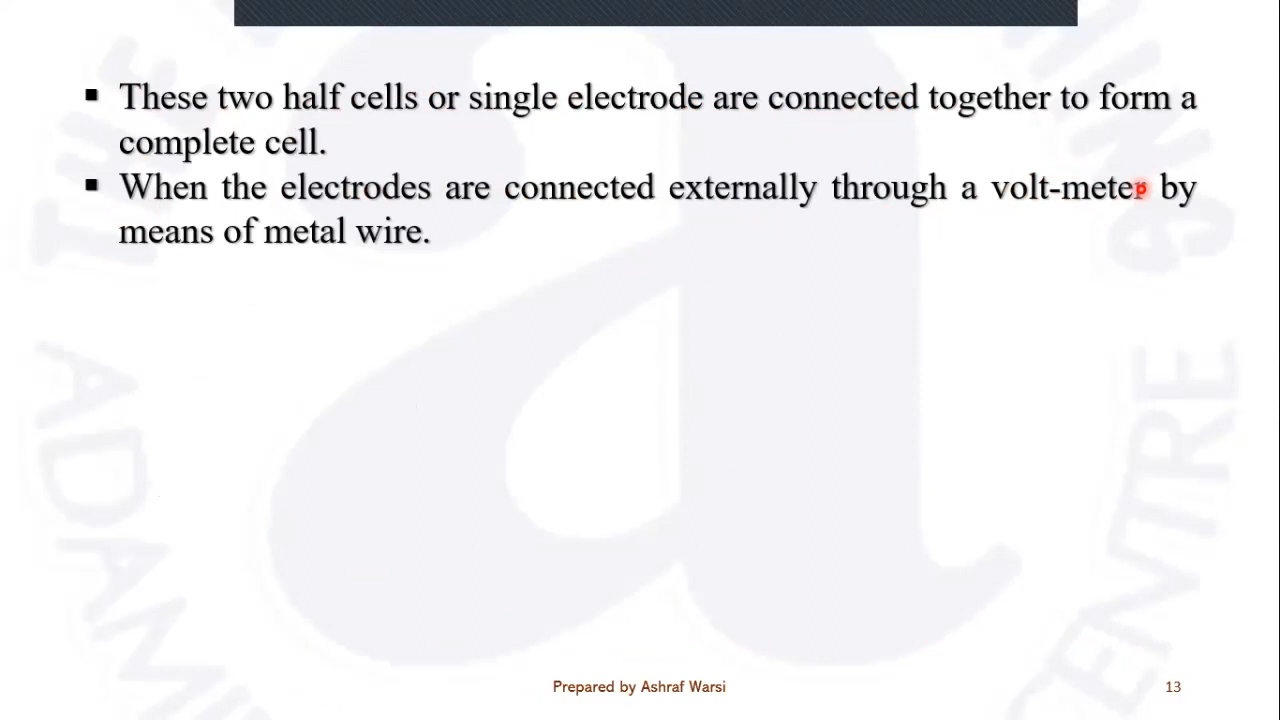 ▪ These two half cells or single electrode are connected together to form a
complete cell.
▪ When the electrodes are connected externally through a volt-meter by
means of metal wire.
Prepared by Ashraf Warsi
13